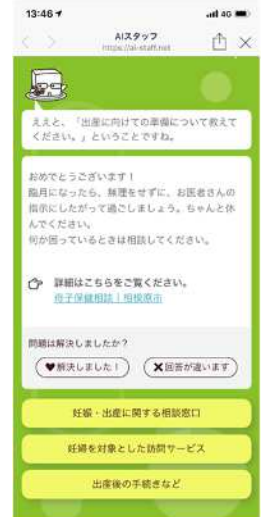 13:46
4G
AIスタッフ
https://ai-staff.net
ええと、「出産に向けての準備について教えて
ください。」ということですね。
おめでとうございます！
臨月になったら、無理をせずに、お医者さんの
指示にしたがって過ごしましょう。ちゃんと休
んでください。
何か困っているときは相談してください。
詳細はこちらをご覧ください。
母子保健相談｜相模原市
問題は解決しましたか？
解決しました！
回答が違います
妊娠・出産に関する相談窓口
妊婦を対象とした訪問サービス
出産後の手続きなど